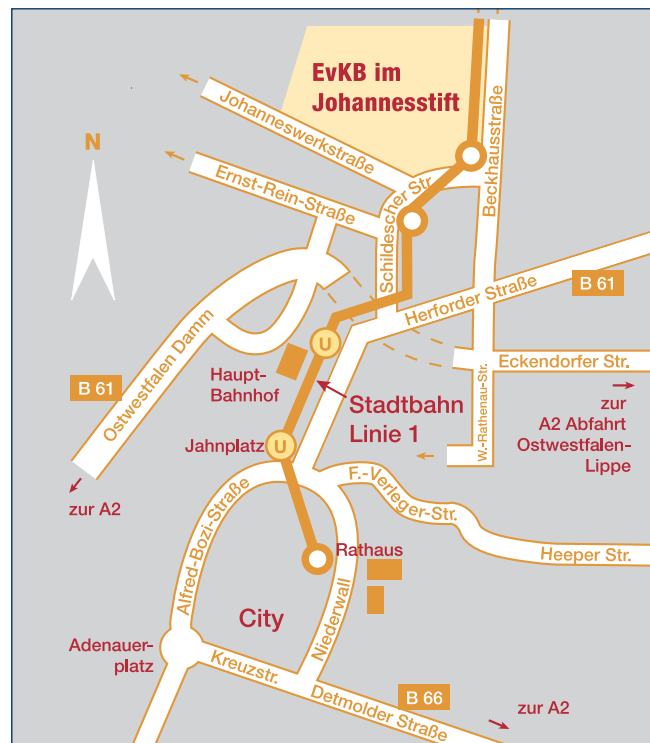 EvKB im
Johannesstift
Johanneswerkstraße
N
Ernst-Rein-Straße
Schildescher Str.
Beckhausstraße
B 61
Herforder Straße
Ostwestfalen Damm
U
B 61
Haupt-
Bahnhof
Eckendorfer Str.
Stadtbahn
Linie 1
W.-Rathenau-Str.
zur
A2 Abfahrt
Ostwestfalen-
Lippe
Jahnplatz
U
zur A2
Alfred-Bozi-Straße
F.-Verleger-Str.
Heeper Str.
Rathaus
City
Niederwall
Adenauer-
platz
Kreuzstr.
Detmolder Straße
B 66
zur A2